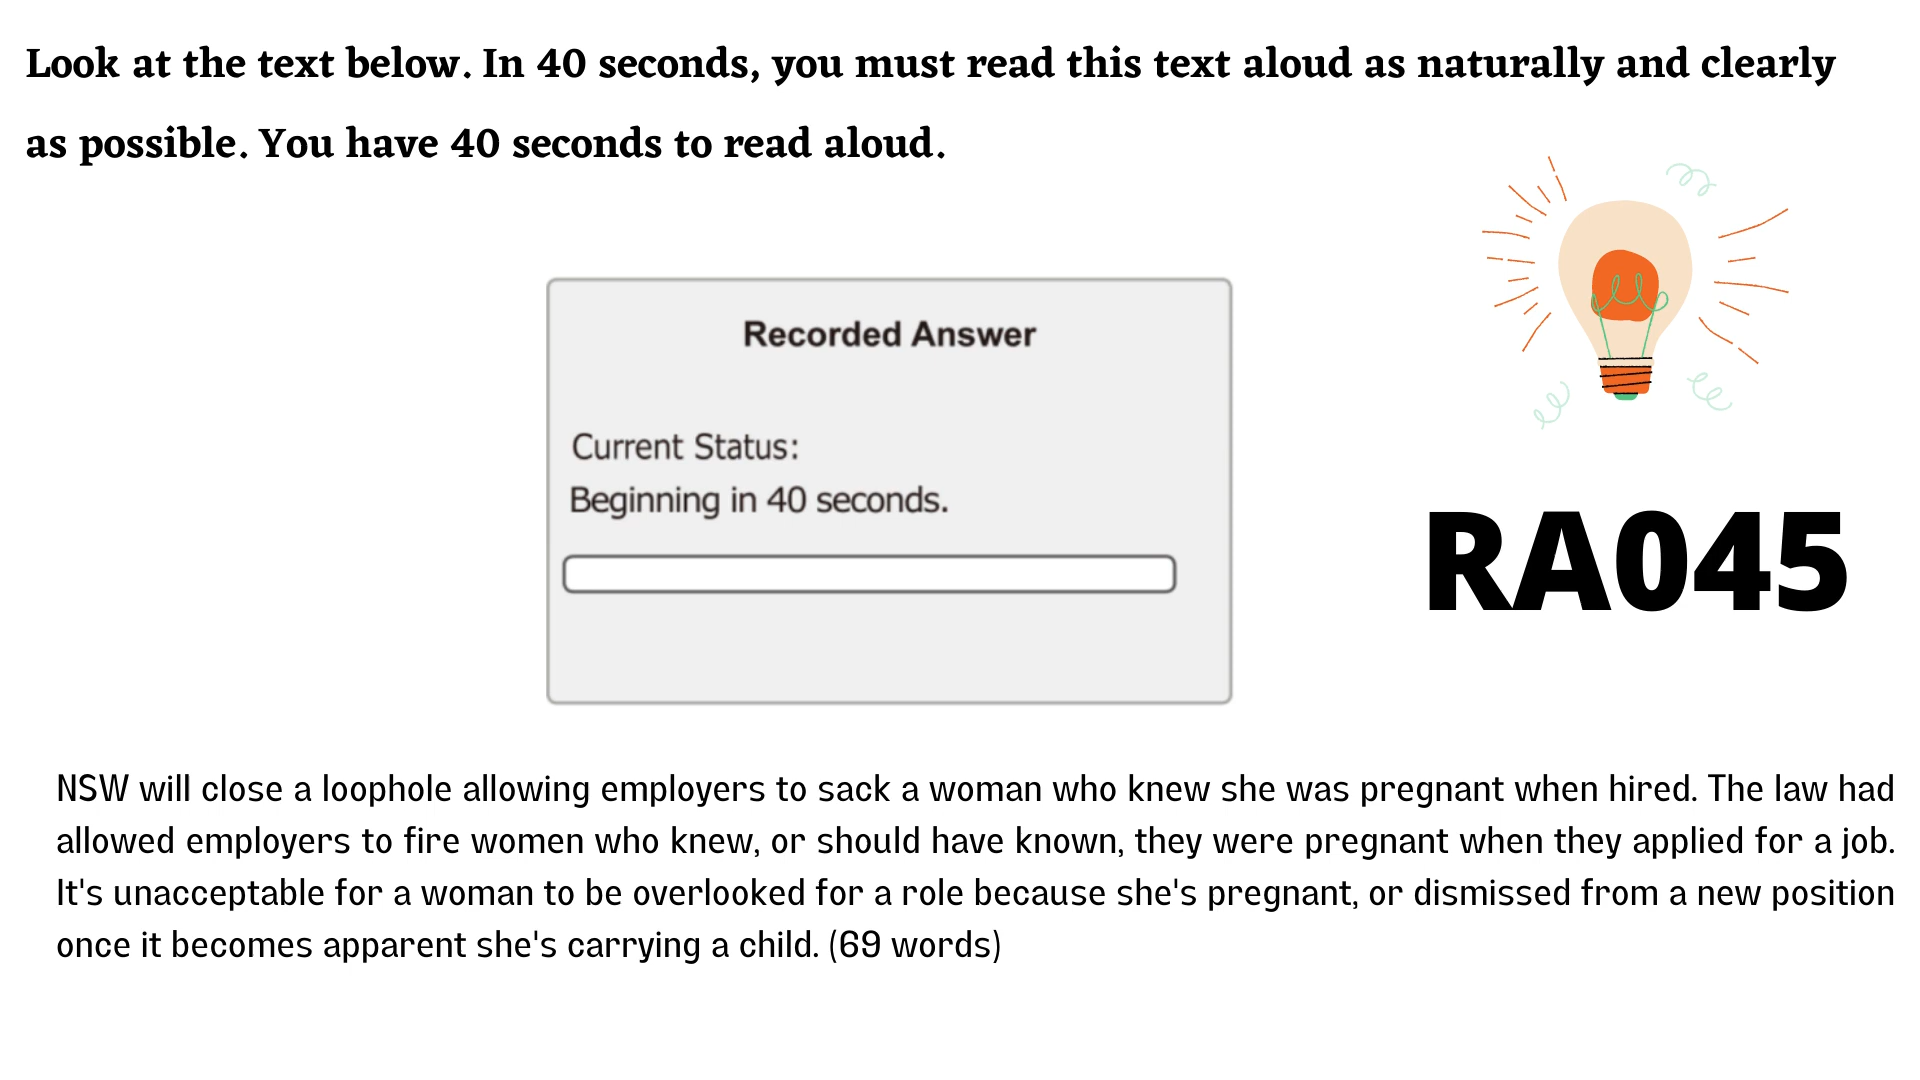 Look at the text below. In 40 seconds, you must read this text aloud as naturally and clearly
as possible. You have 40 seconds to read aloud.
Recorded Answer
Current Status:
Beginning in 40 seconds.
RA045
NSW will close a loophole allowing employers to sack a woman who knew she was pregnant when hired. The law had
allowed employers to fire women who knew, or should have known, they were pregnant when they applied for a job.
It's unacceptable for a woman to be overlooked for a role because she's pregnant, or dismissed from a new position
once it becomes apparent she's carrying a child. (69 words)